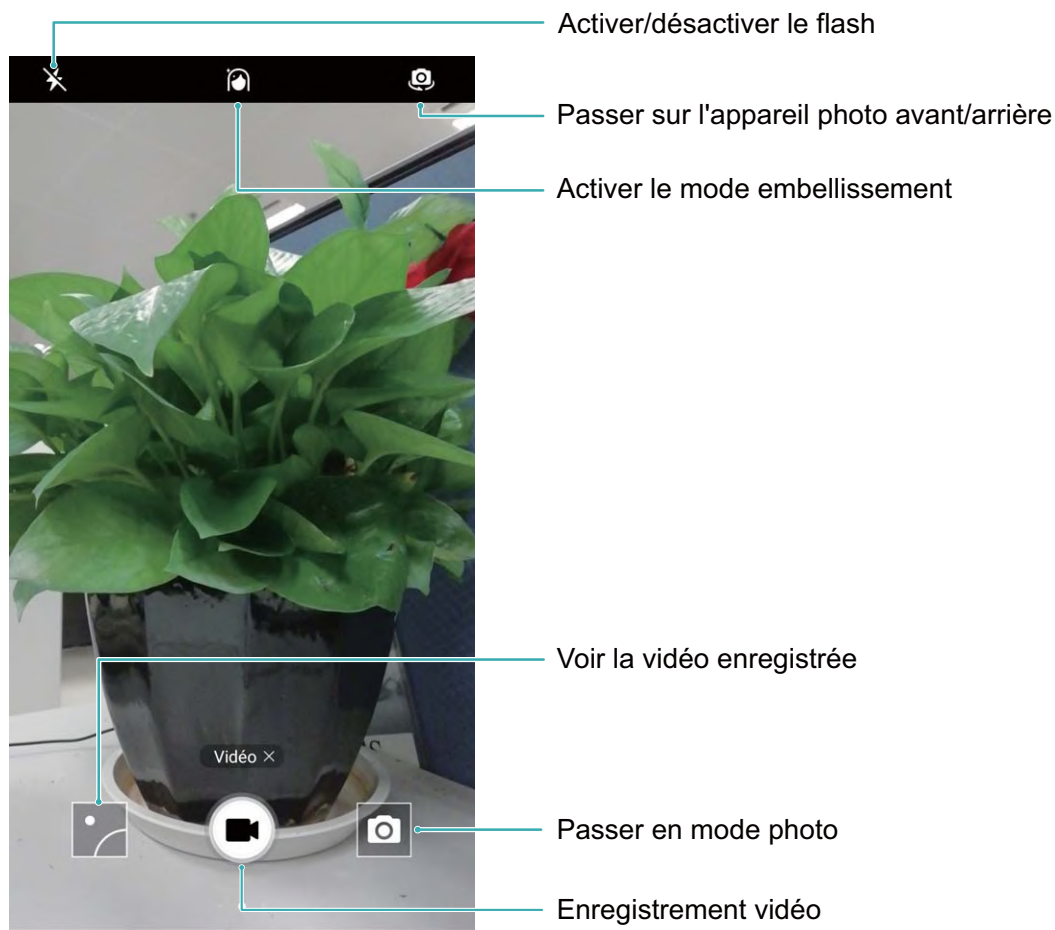 Activer/désactiver le flash
Passer sur l'appareil photo avant/arrière
Activer le mode embellissement
Voir la vidéo enregistrée
Vidéo ×
Passer en mode photo
Enregistrement vidéo